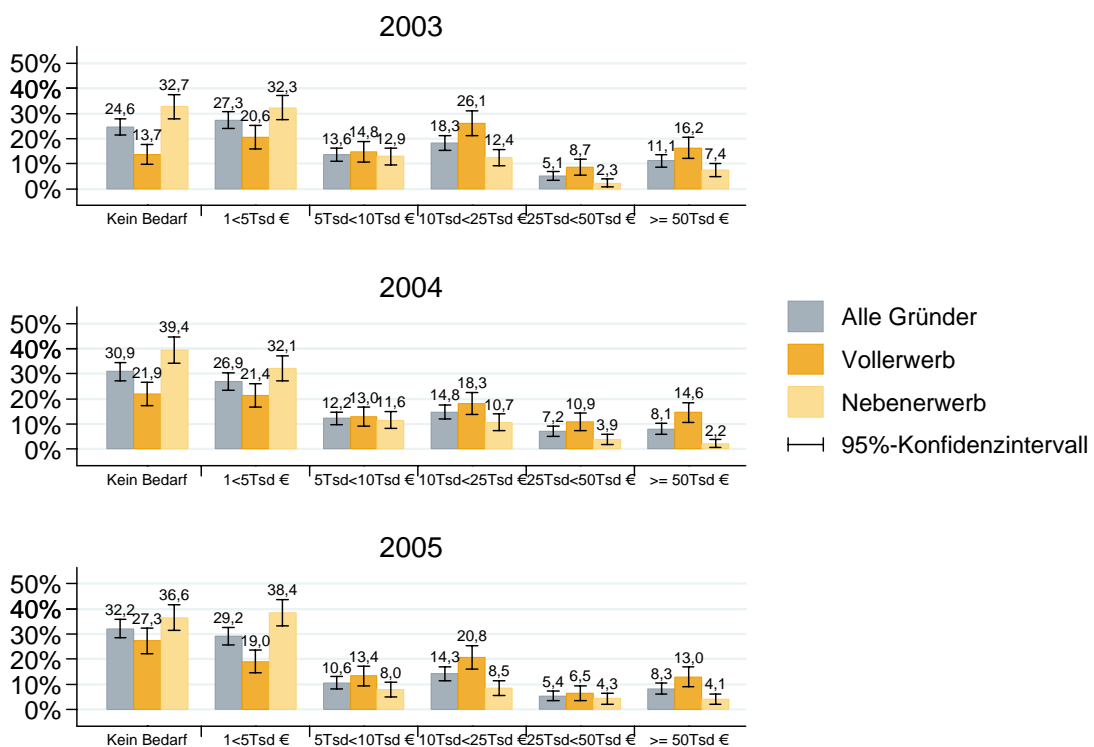 2003
50%
40%
30%
20%
10%
0%
24,6 13,7 32,7 27,3 20,6 32,3 13,6 14,8 12,9 18,3 26,1 12,4 5,1 8,7 2,3 11,1 16,2 7,4
Kein Bedarf 1<5Tsd € 5Tsd<10Tsd € 10Tsd<25Tsd € 25Tsd<50Tsd € >= 50Tsd €
2004
50%
40%
30%
20%
10%
0%
30,9 21,9 39,4 26,9 21,4 32,1 12,2 13,0 11,6 14,8 18,3 10,7 7,2 10,9 3,9 8,1 14,6 2,2
Kein Bedarf 1<5Tsd € 5Tsd<10Tsd € 10Tsd<25Tsd € 25Tsd<50Tsd € >= 50Tsd €
Alle Gründer
Vollerwerb
Nebenerwerb
95%-Konfidenzintervall
2005
50%
40%
30%
20%
10%
0%
32,2 27,3 36,6 29,2 19,0 38,4 10,6 13,4 8,0 14,3 20,8 8,5 5,4 6,5 4,3 8,3 13,0 4,1
Kein Bedarf 1<5Tsd € 5Tsd<10Tsd € 10Tsd<25Tsd € 25Tsd<50Tsd € >= 50Tsd €